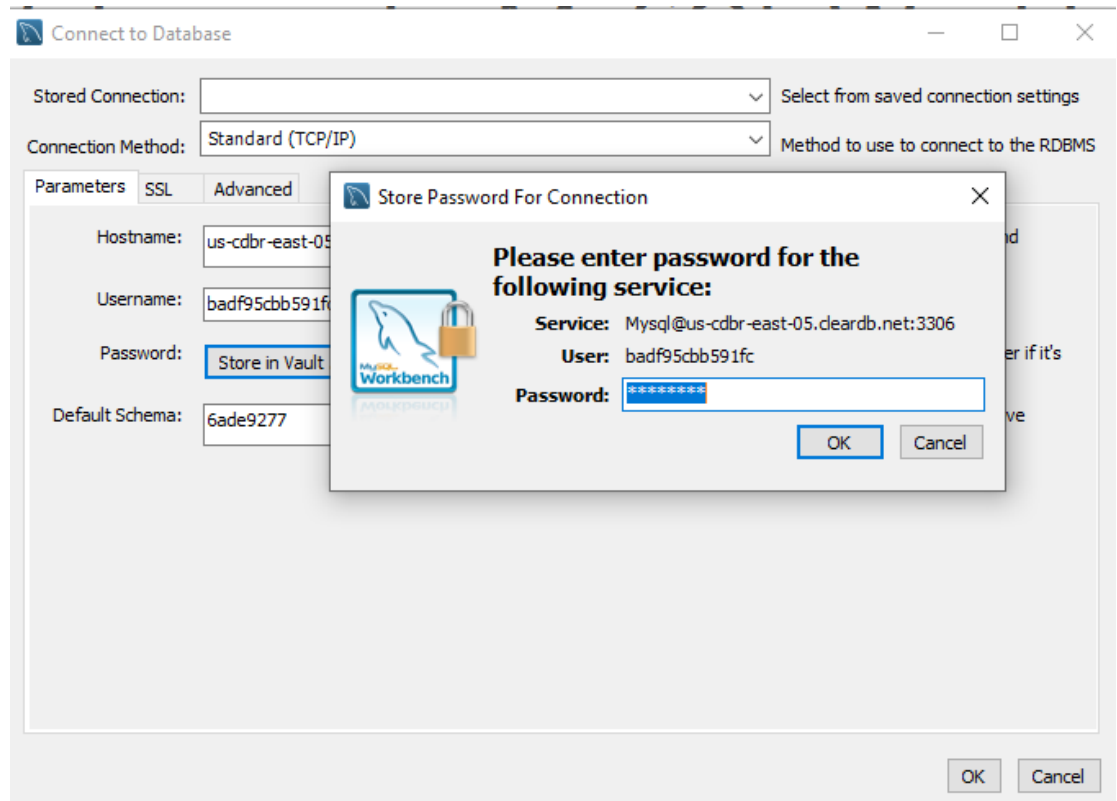 Connect to Database
Stored Connection:
Select from saved connection settings
Connection Method: Standard (TCP/IP)
Method to use to connect to the RDBMS
Parameters SSL Advanced
Store Password For Connection
Hostname: us-cdbr-east-05
Please enter password for the
following service:
Username: badf95cbb591f
Service: Mysql@us-cdbr-east-05.cleardb.net:3306
Password: Store in Vault
er if it's
User: badf95cbb591fc
MySQL
Workbench
Password: ********
Default Schema: 6ade9277
ve
OK Cancel
OK Cancel